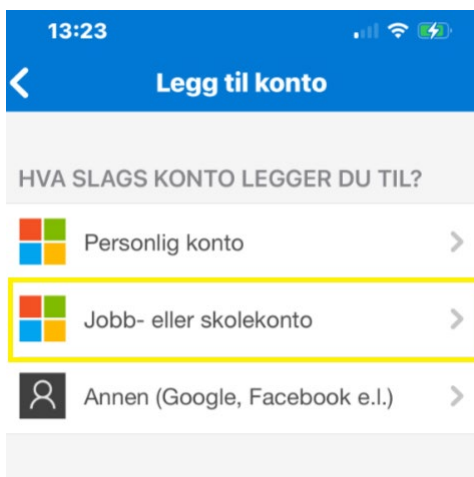 13:23
Legg til konto
HVA SLAGS KONTO LEGGER DU TIL?
Personlig konto
Jobb- eller skolekonto
Annen (Google, Facebook e.l.)